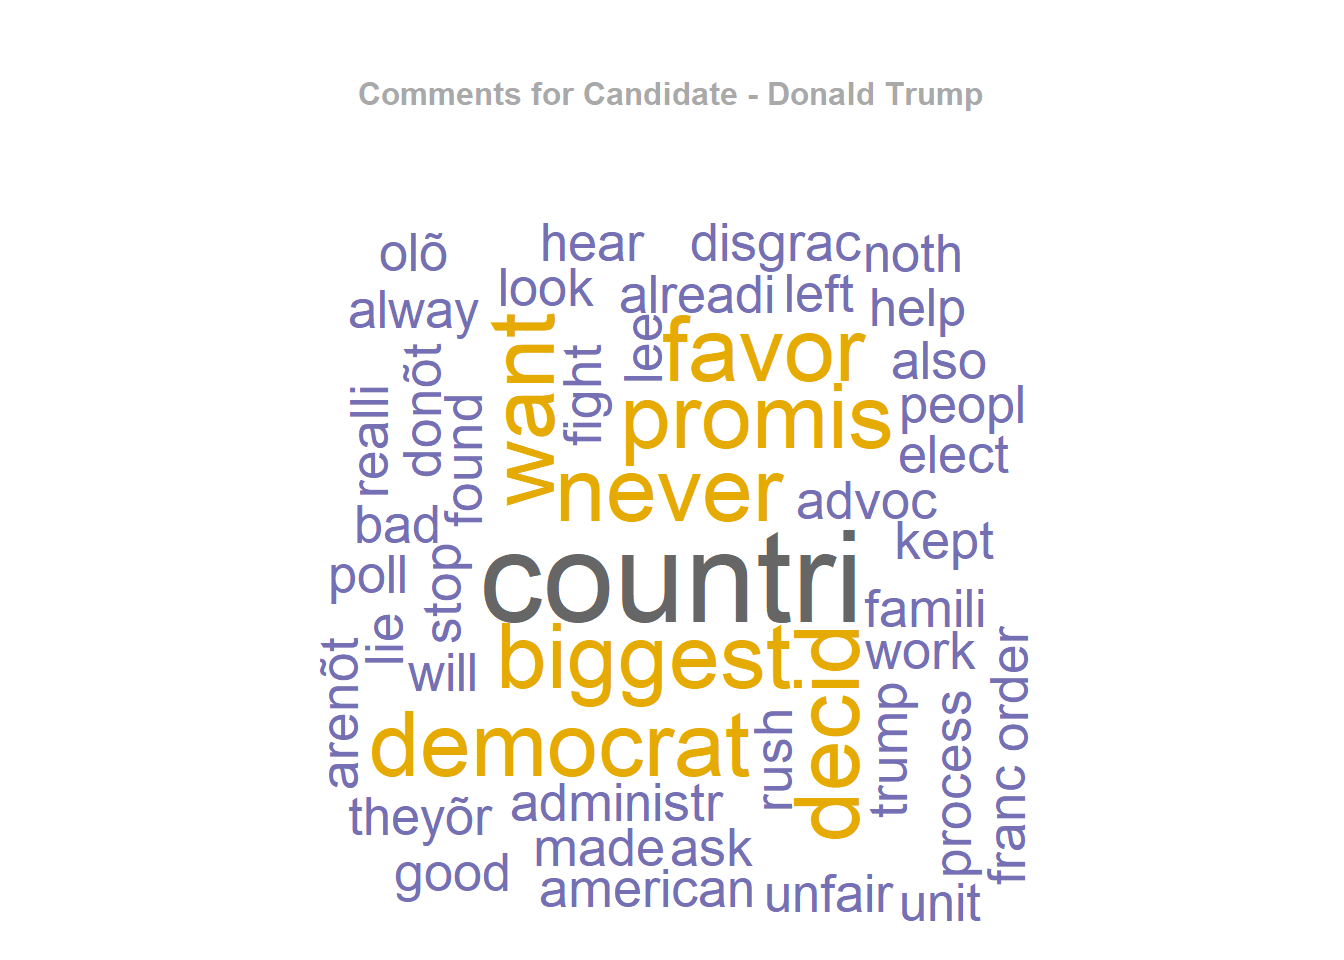 Comments for Candidate - Donald Trump
olõ
hear
disgrac
noth
look
alreadi
left
help
alway
want
fight
lee
favor
also
realli
donõt
found
promis
peopl
elect
never
advoc
bad
kept
poll
stop
countri
famili
lie
will
biggest
decid
work
arenõt
democrat
rush
trump
process
order
franc
theyõr
administr
made
ask
good
american
unfair
unit